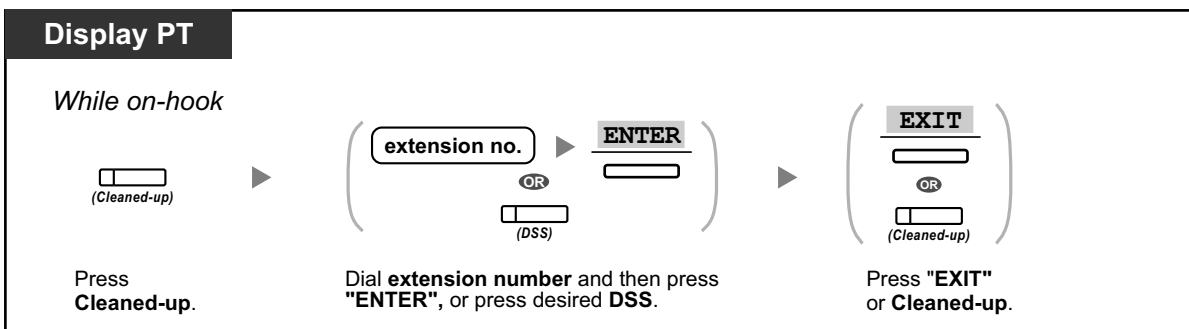 Display PT
While on-hook
(Cleaned-up)
extension no.
ENTER
OR
(DSS)
EXIT
OR
(Cleaned-up)
Press
Cleaned-up.
Dial extension number and then press
"ENTER", or press desired DSS.
Press "EXIT"
or Cleaned-up.